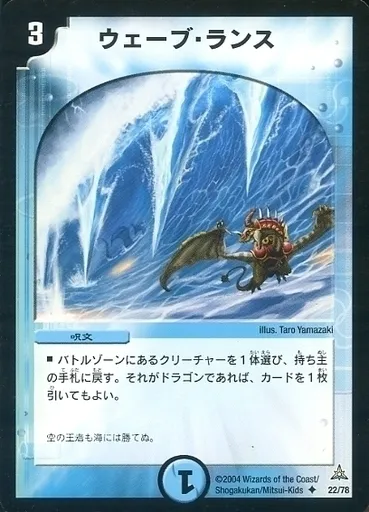 3
ウェーブ・ランス
illus. Taro Yamazaki
呪文
■ バトルゾーンにあるクリーチャーを1体選び、持ち主
の手札に戻す。それがドラゴンであれば、カードを1枚
引いてもよい。
空の王者も海には勝てぬ。
1
©2004 Wizards of the Coast/
Shogakukan/Mitsui-Kids
22/78